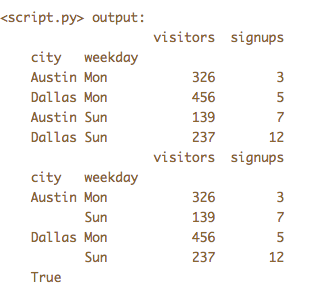 <script.py> output:
                   visitors  signups
    city   weekday
    Austin Mon          326        3
    Dallas Mon          456        5
    Austin Sun          139        7
    Dallas Sun          237       12
                   visitors  signups
    city   weekday
    Austin Mon          326        3
           Sun          139        7
    Dallas Mon          456        5
           Sun          237       12
    True